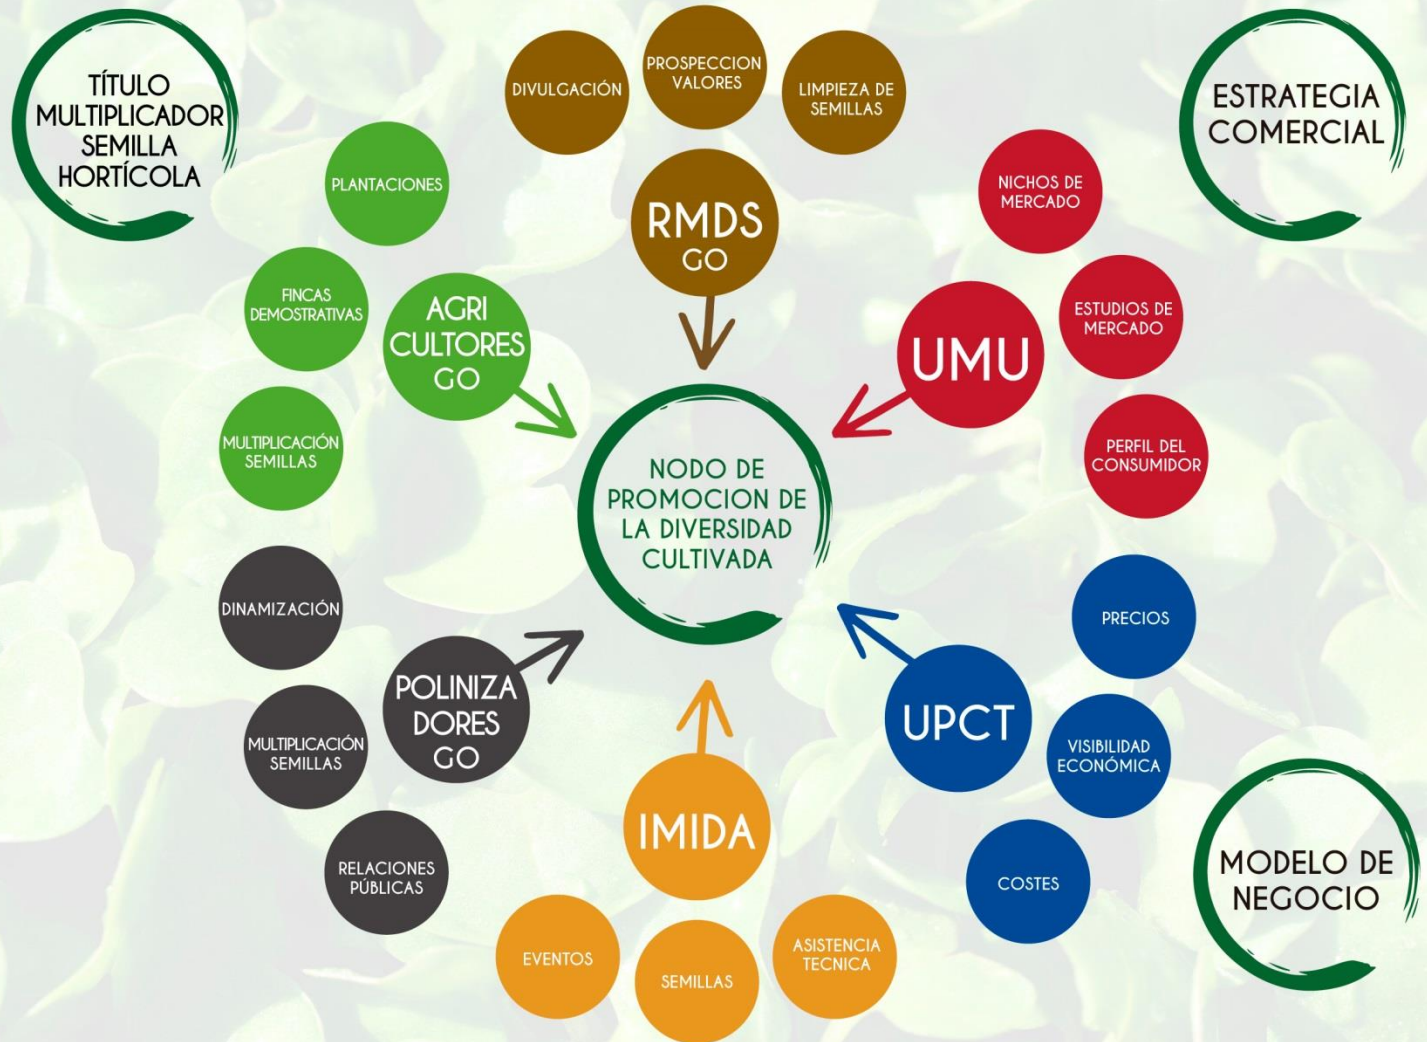 TÍTULO
MULTIPLICADOR
SEMILLA
HORTÍCOLA
DIVULGACIÓN
PROSPECCION
VALORES
LIMPIEZA DE
SEMILLAS
RMDS
GO
ESTRATEGIA
COMERCIAL
PLANTACIONES
FINCAS
DEMOSTRATIVAS
MULTIPLICACIÓN
SEMILLAS
AGRI
CULTORES
GO
NICHOS DE
MERCADO
ESTUDIOS DE
MERCADO
PERFIL DEL
CONSUMIDOR
UMU
NODO DE
PROMOCION DE
LA DIVERSIDAD
CULTIVADA
DINAMIZACIÓN
MULTIPLICACIÓN
SEMILLAS
RELACIONES
PÚBLICAS
POLINIZA
DORES
GO
IMIDA
EVENTOS
SEMILLAS
ASISTENCIA
TECNICA
UPCT
PRECIOS
VISIBILIDAD
ECONÓMICA
COSTES
MODELO DE
NEGOCIO